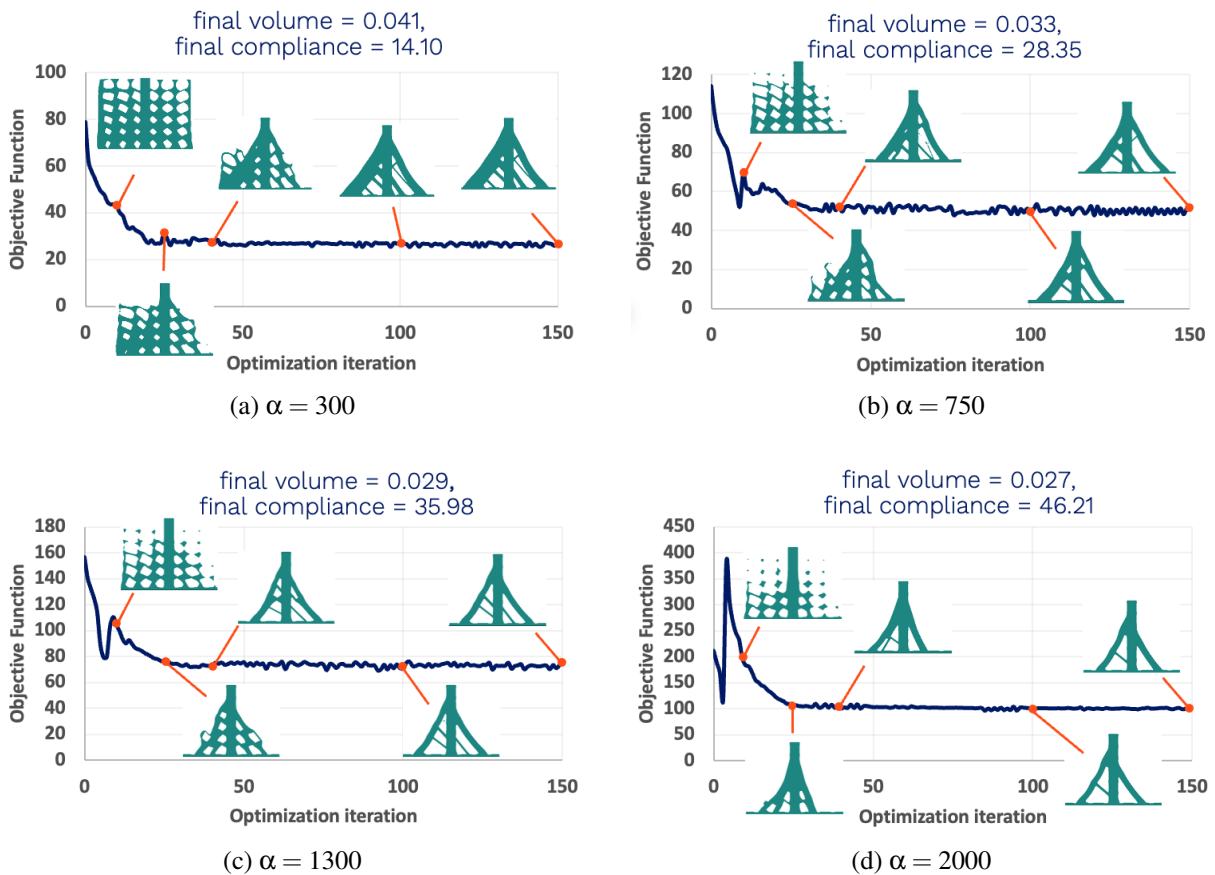 final volume = 0.041,
final compliance = 14.10
100
80
60
40
20
0
Objective Function
0
50
100
150
Optimization iteration
(a) α = 300
final volume = 0.033,
final compliance = 28.35
120
100
80
60
40
20
0
Objective Function
0
50
100
150
Optimization iteration
(b) α = 750
final volume = 0.029,
final compliance = 35.98
180
160
140
120
100
80
60
40
20
0
Objective Function
0
50
100
150
Optimization iteration
(c) α = 1300
final volume = 0.027,
final compliance = 46.21
450
400
350
300
250
200
150
100
50
0
Objective Function
0
50
100
150
Optimization iteration
(d) α = 2000